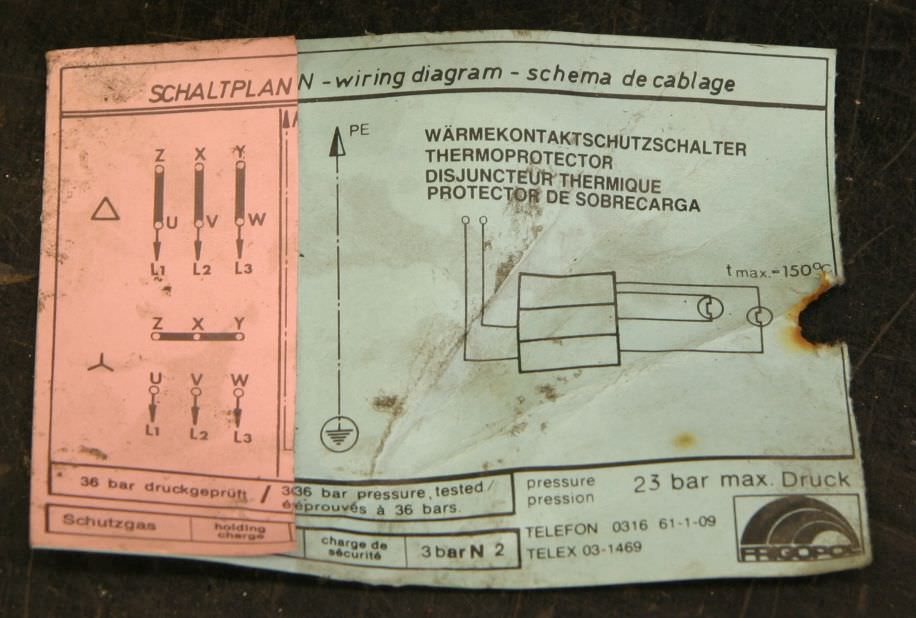 SCHALTPLAN N - wiring diagram - schema de cablage
PE
Z X Y
U V W
L1 L2 L3
Z X Y
U V W
L1 L2 L3
WÄRMEKONTAKTSCHUTZSCHALTER
THERMOPROTECTOR
DISJUNCTEUR THERMIQUE
PROTECTOR DE SOBRECARGA
t max.-150°C
36 bar druckgeprüft / 3 36 bar pressure, tested /
éprouvés à 36 bars.
Schutzgas
holding
charge
charge de
sécurité
3 bar N 2
pressure
pression
23 bar max. Druck
TELEFON 0316 61-1-09
TELEX 03-1469
FRIGOPOL